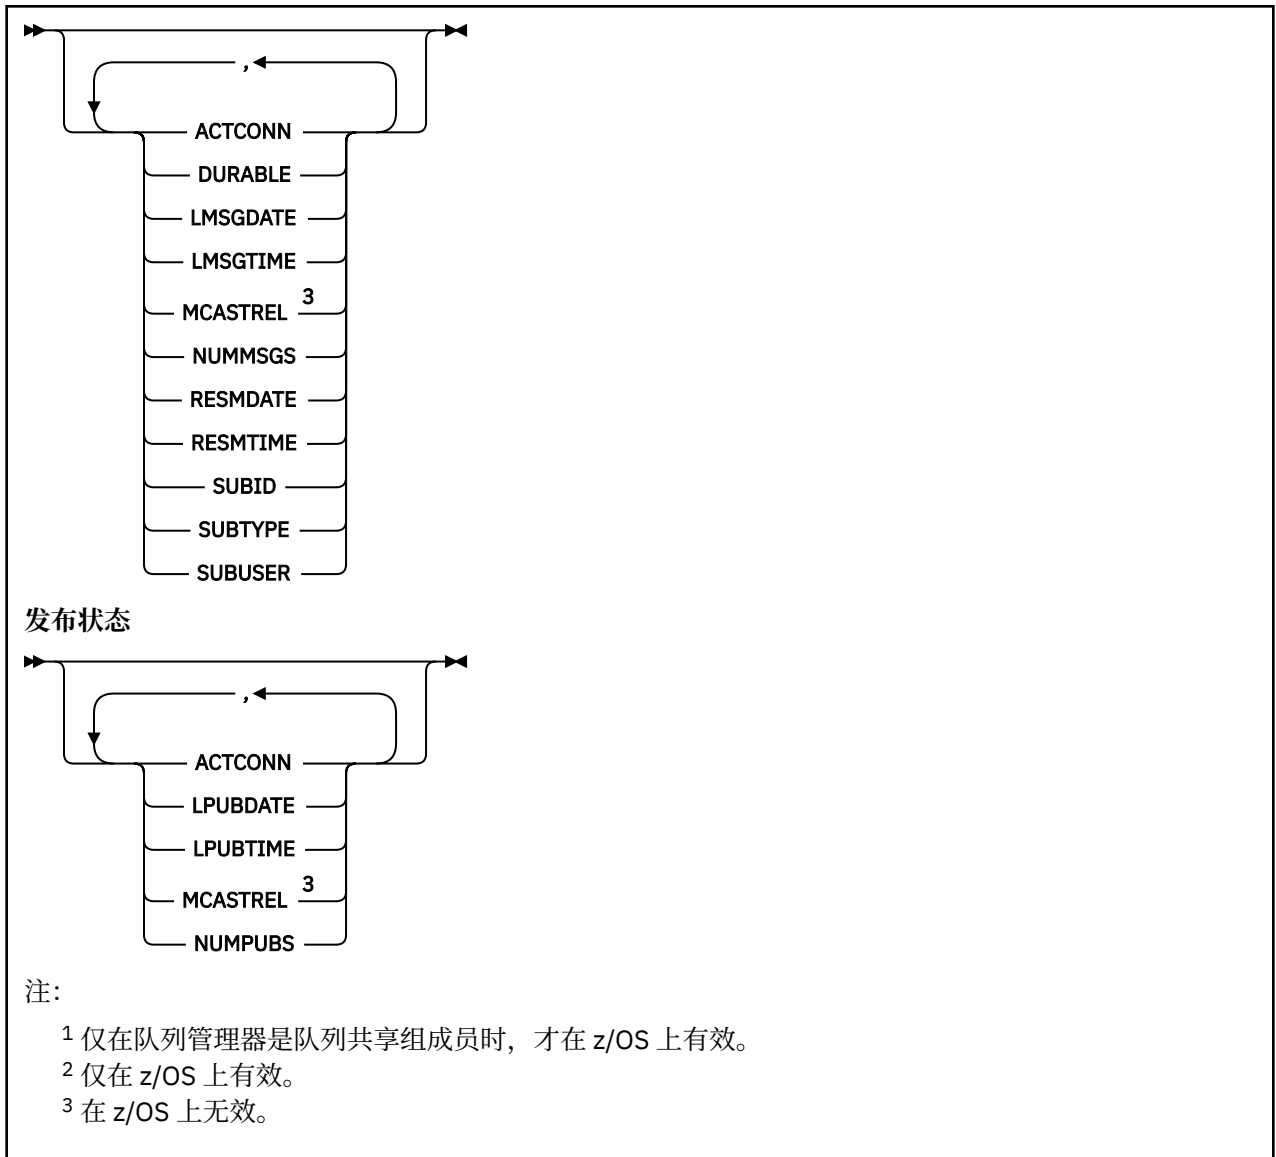 ,
ACTCONN
DURABLE
LMSGDATE
LMSGTIME
MCASTREL 3
NUMMSGS
RESMDATE
RESMTIME
SUBID
SUBTYPE
SUBUSER
发布状态
,
ACTCONN
LPUBDATE
LPUBTIME
MCASTREL 3
NUMPUBS
注：
1 仅在队列管理器是队列共享组成员时，才在 z/OS 上有效。
2 仅在 z/OS 上有效。
3 在 z/OS 上无效。